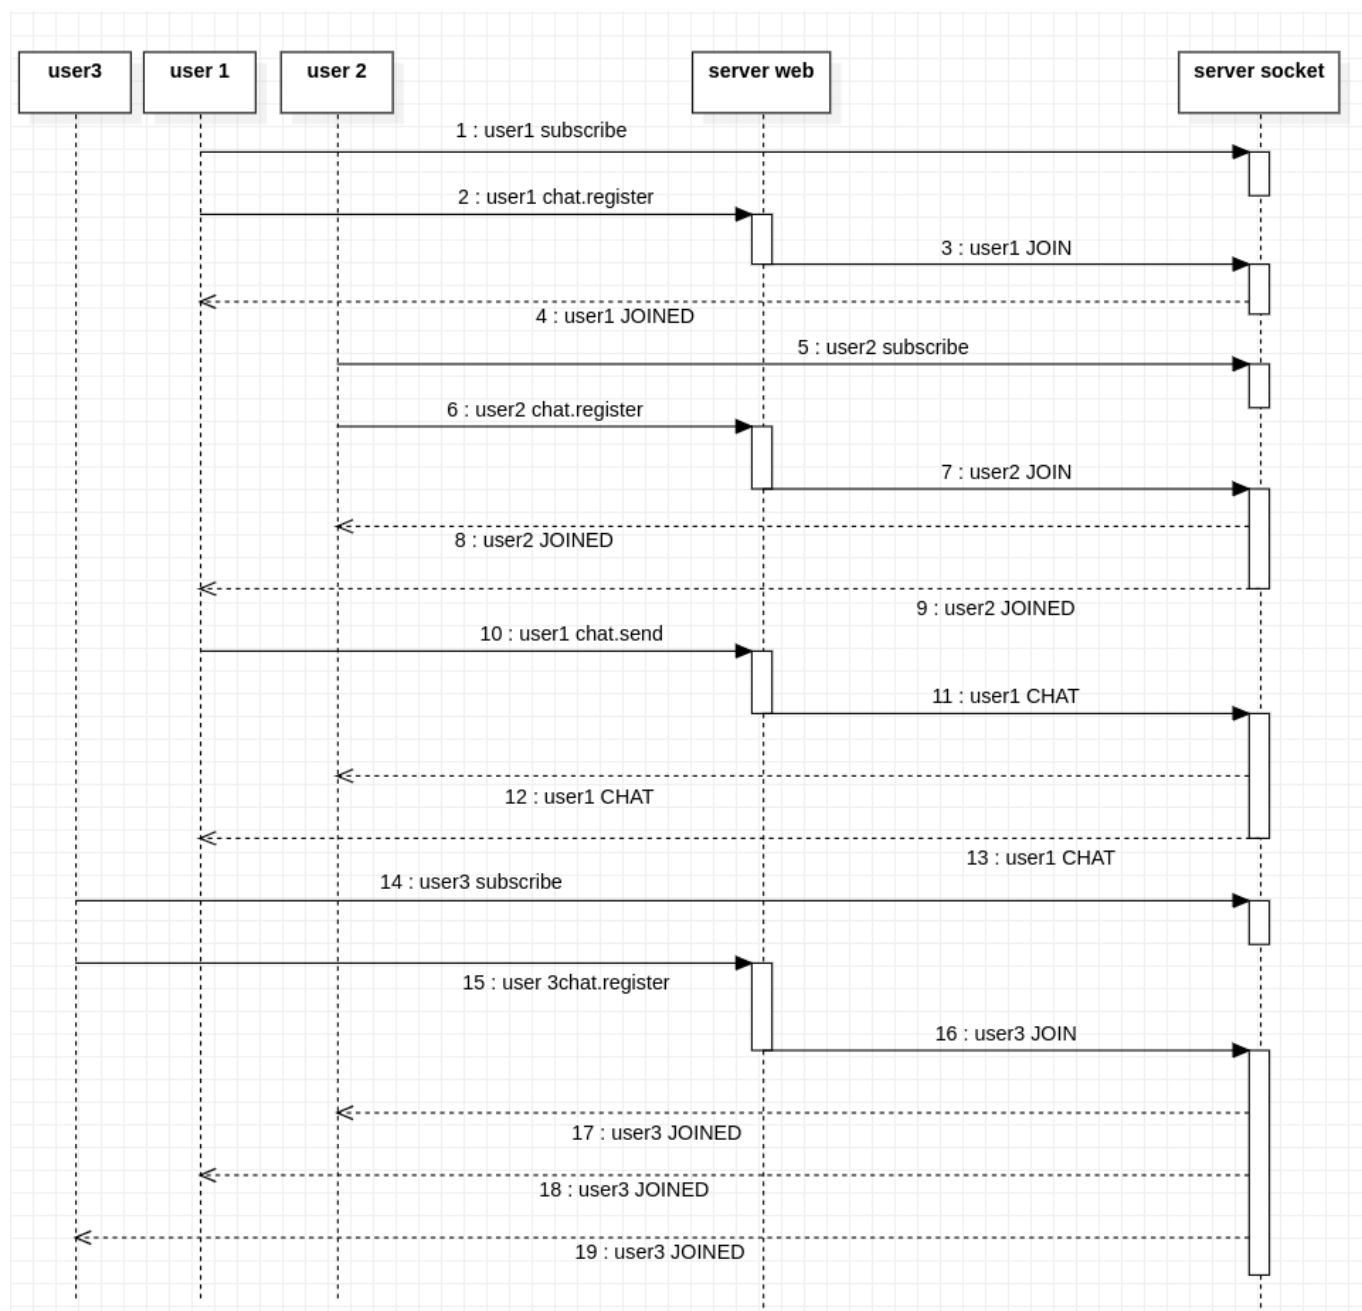 user3
user 1
user 2
server web
server socket
1 : user1 subscribe
2 : user1 chat.register
3 : user1 JOIN
4 : user1 JOINED
5 : user2 subscribe
6 : user2 chat.register
7 : user2 JOIN
8 : user2 JOINED
9 : user2 JOINED
10 : user1 chat.send
11 : user1 CHAT
12 : user1 CHAT
13 : user1 CHAT
14 : user3 subscribe
15 : user 3chat.register
16 : user3 JOIN
17 : user3 JOINED
18 : user3 JOINED
19 : user3 JOINED